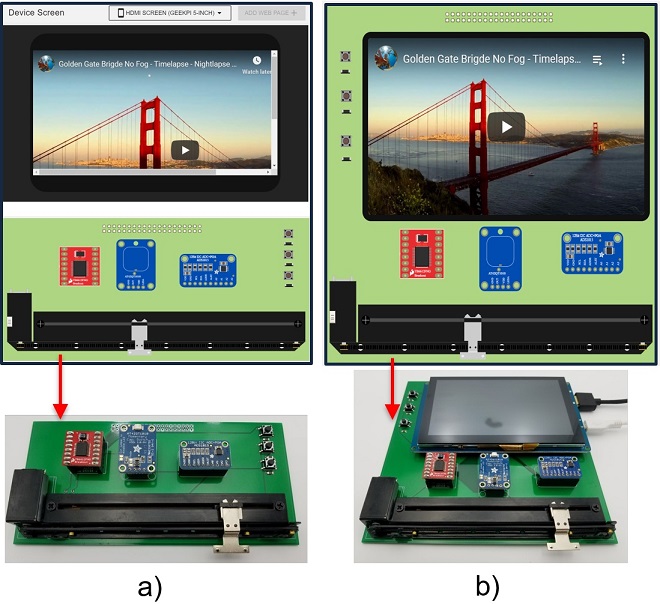 Device Screen
HDMI SCREEN (GEEKPI 5-INCH)
ADD WEB PAGE +
Golden Gate Brigde No Fog - Timelapse - Nightlapse ...
Watch later
Golden Gate Brigde No Fog - Timelaps...
a)
b)